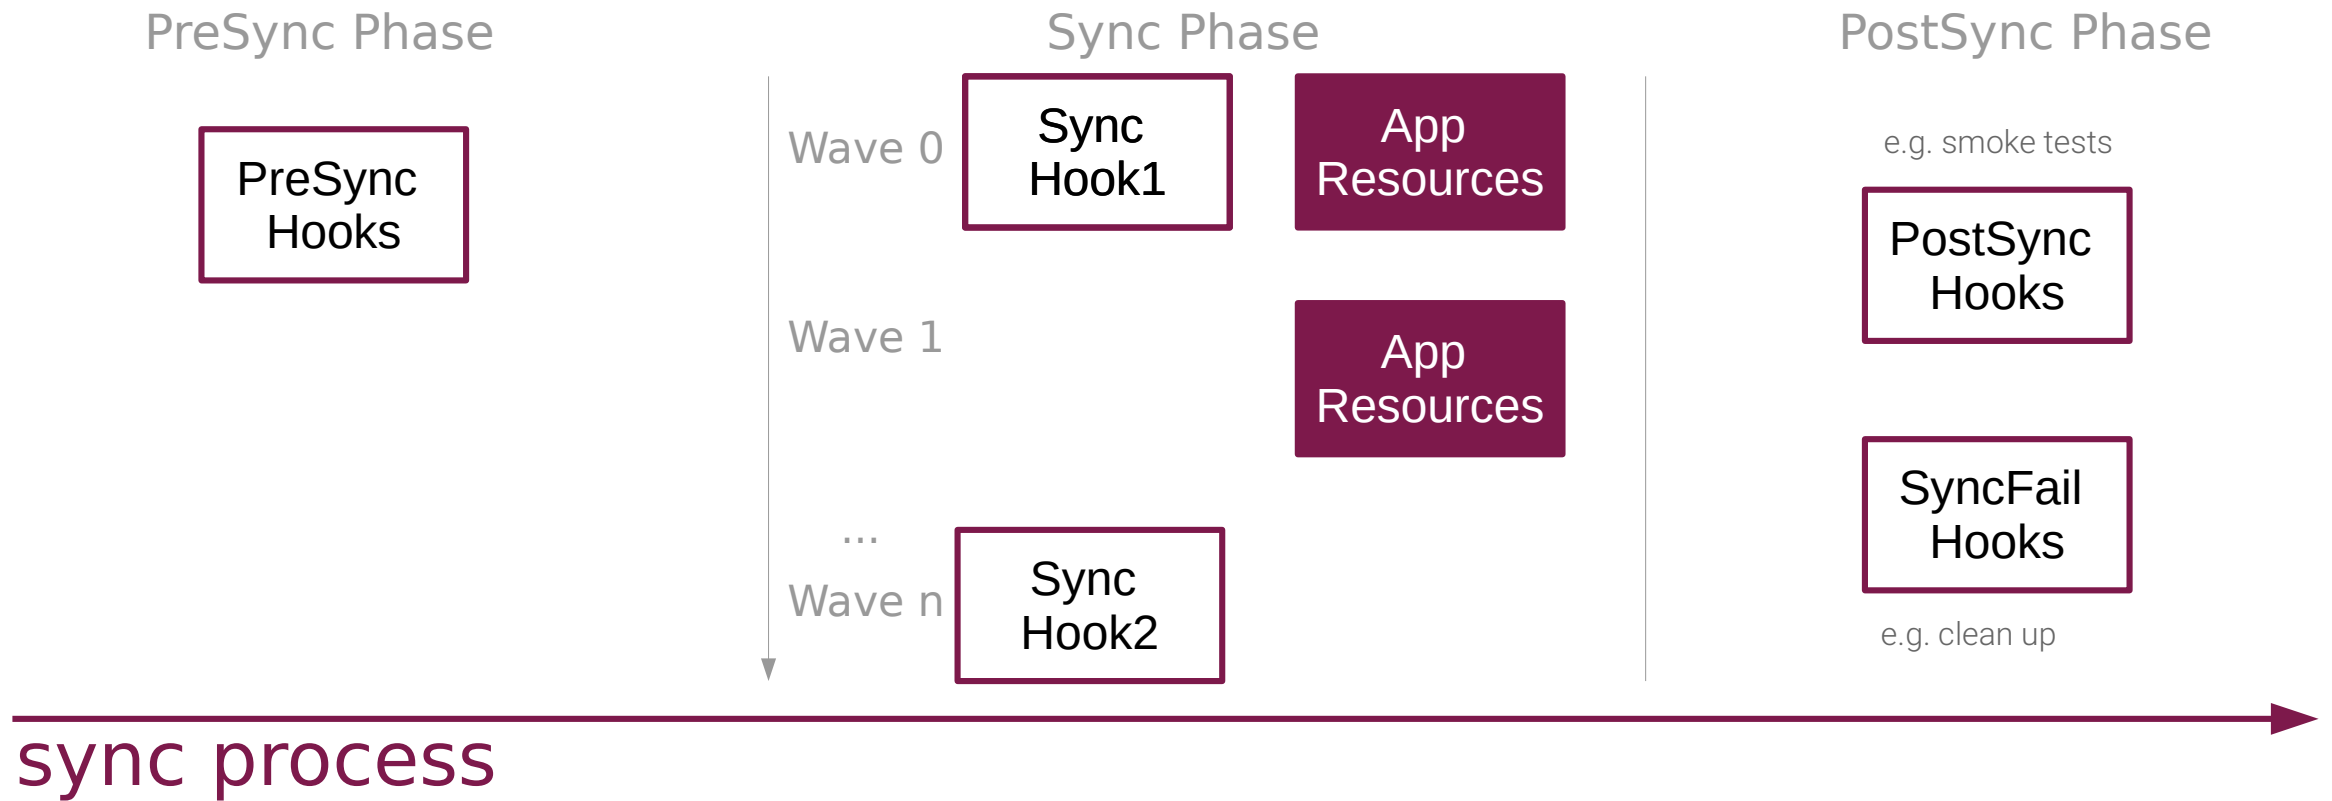 PreSync Phase
Sync Phase
PostSync Phase
PreSync
Hooks
Wave 0
Sync
Hook1
App
Resources
Wave 1
App
Resources
...
Wave n
Sync
Hook2
e.g. smoke tests
PostSync
Hooks
SyncFail
Hooks
e.g. clean up
sync process